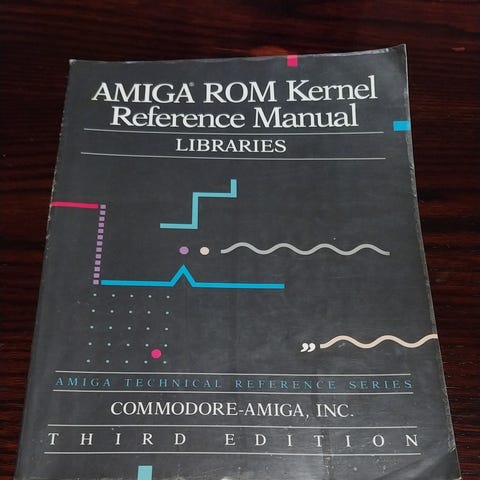 AMIGA® ROM Kernel
Reference Manual
LIBRARIES
”
AMIGA TECHNICAL REFERENCE SERIES
COMMODORE-AMIGA, INC.
THIRD EDITION